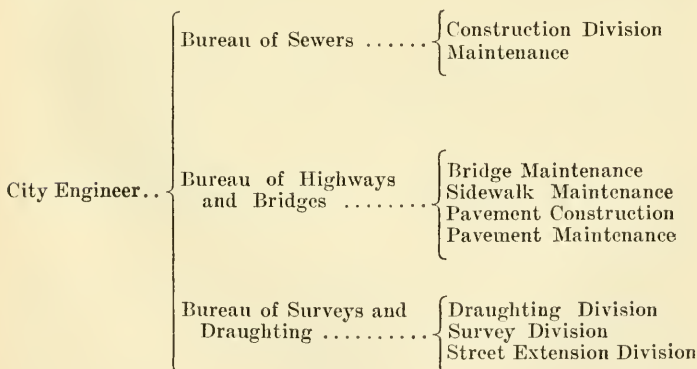 Bureau of Sewers ......
Construction Division
Maintenance
City Engineer..
Bureau of Highways
and Bridges ........
Bridge Maintenance
Sidewalk Maintenance
Pavement Construction
Pavement Maintenance
Bureau of Surveys and
Draughting ..........
Draughting Division
Survey Division
Street Extension Division